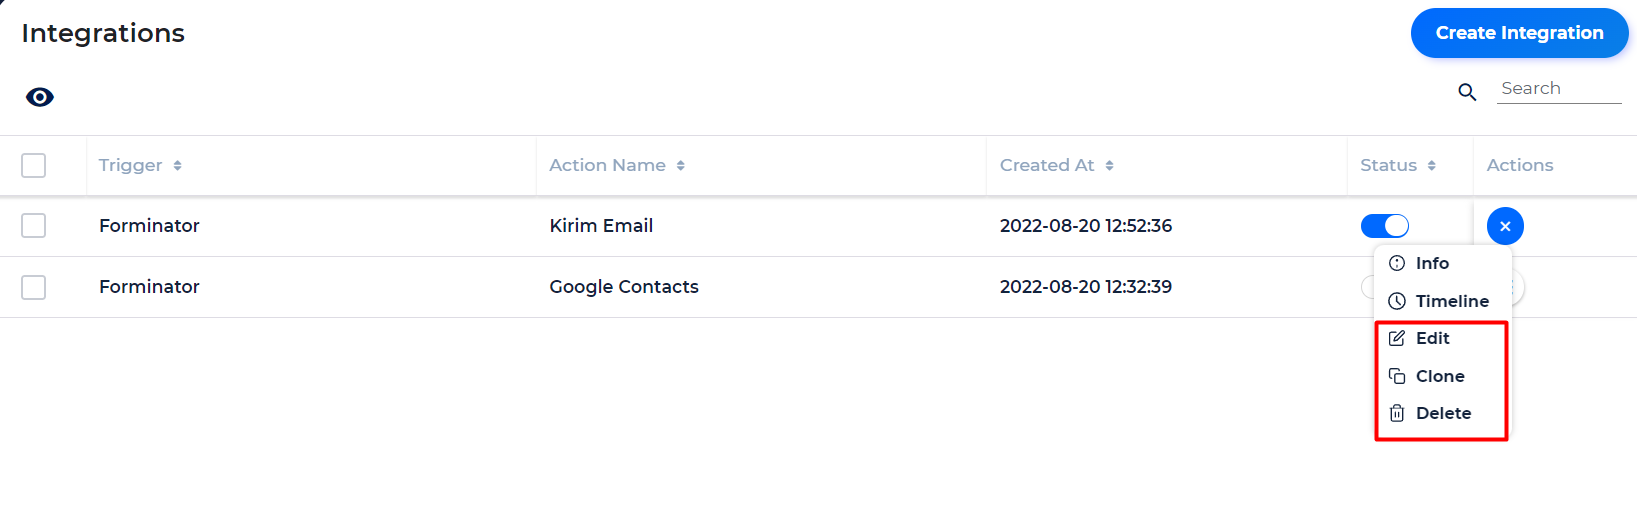 Integrations
Create Integration
Search
Trigger Action Name Created At Status Actions
Forminator Kirim Email 2022-08-20 12:52:36
Forminator Google Contacts 2022-08-20 12:32:39
Info
Timeline
Edit
Clone
Delete